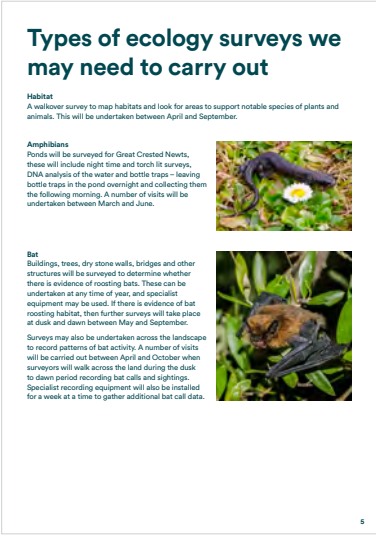 Types of ecology surveys we
may need to carry out
Habitat
A walkover survey to map habitats and look for areas to support notable species of plants and
animals. This will be undertaken between April and September.
Amphibians
Ponds will be surveyed for Great Crested Newts,
these will include night time and torch lit surveys,
DNA analysis of the water and bottle traps – leaving
bottle traps in the pond overnight and collecting them
the following morning. A number of visits will be
undertaken between March and June.
Bat
Buildings, trees, dry stone walls, bridges and other
structures will be surveyed to determine whether
there is evidence of roosting bats. These can be
undertaken at any time of year, and specialist
equipment may be used. If there is evidence of bat
roosting habitat, then further surveys will take place
at dusk and dawn between May and September.
Surveys may also be undertaken across the landscape
to record patterns of bat activity. A number of visits
will be carried out between April and October when
surveyors will walk across the land during the dusk
to dawn period recording bat calls and sightings.
Specialist recording equipment will also be installed
for a week at a time to gather additional bat call data.
5